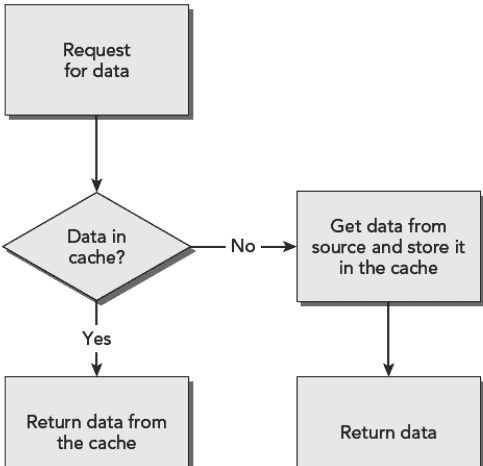 Request
for data
Data in
cache?
No
Get data from
source and store it
in the cache
Yes
Return data from
the cache
Return data